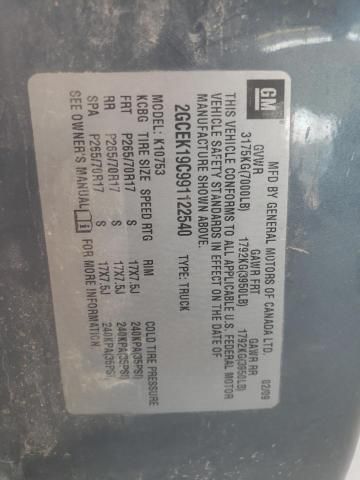 GM
MFD BY GENERAL MOTORS OF CANADA LTD.
02/09
GVWR GAWR FRT GAWR RR
3175KG(7000LB) 1792KG(3950LB) 1792KG(3950LB)
THIS VEHICLE CONFORMS TO ALL APPLICABLE U.S. FEDERAL MOTOR
VEHICLE SAFETY STANDARDS IN EFFECT ON THE DATE OF
MANUFACTURE SHOWN ABOVE.
2GCEK19C391122540 TYPE: TRUCK
MODEL: K10753
KCBG TIRE SIZE SPEED RTG RIM COLD TIRE PRESSURE
FRT P265/70R17 S 17X7.5J 240KPA(35PSI)
RR P265/70R17 S 17X7.5J 240KPA(35PSI)
SPA P265/70R17 S 17X7.5J 240KPA(35PSI)
SEE OWNER'S MANUAL